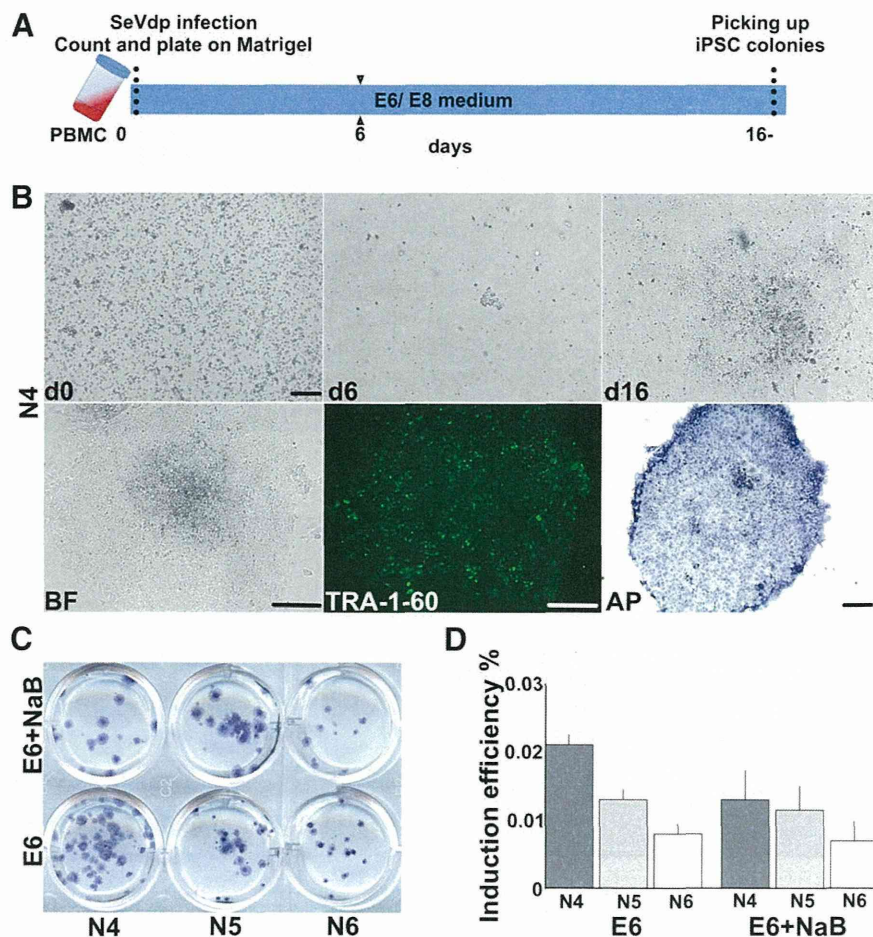 A
SeVdp infection
Count and plate on Matrigel
Picking up
iPSC colonies
E6/ E8 medium
PBMC 0
6
days
16-
B
N4
d0
d6
d16
BF
TRA-1-60
AP
C
E6+NaB
E6
N4
N5
N6
D
Induction efficiency %
0.03
0.02
0.01
0
N4
N5
N6
N4
N5
N6
E6
E6+NaB